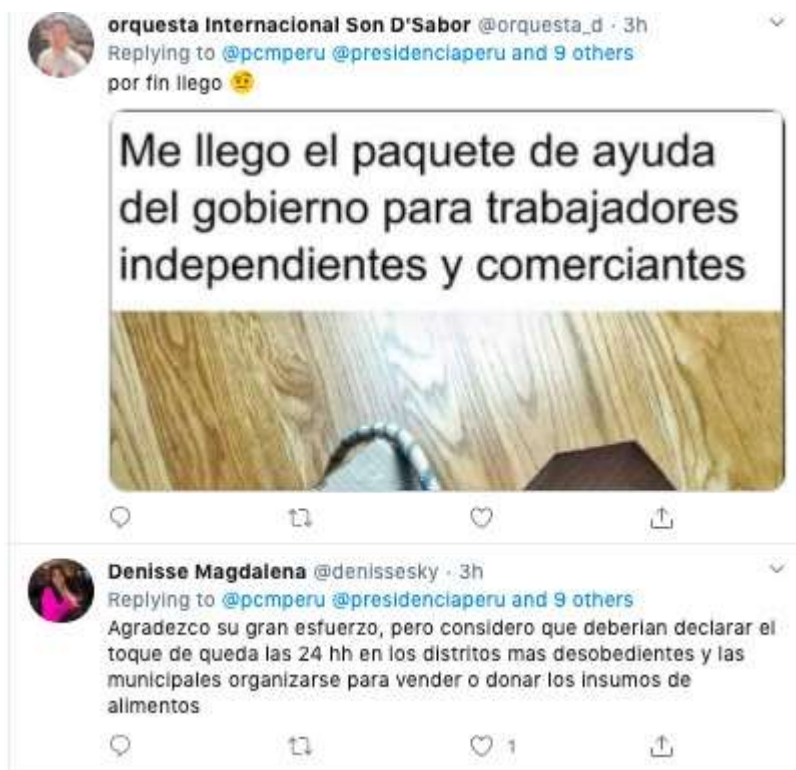 orquesta Internacional Son D'Sabor @orquesta_d · 3h
Replying to @pcmperu @presidenciaperu and 9 others
por fin llego 🤨
Me llego el paquete de ayuda
del gobierno para trabajadores
independientes y comerciantes
Denisse Magdalena @denissesky · 3h
Replying to @pcmperu @presidenciaperu and 9 others
Agradezco su gran esfuerzo, pero considero que deberian declarar el
toque de queda las 24 hh en los distritos mas desobedientes y las
municipales organizarse para vender o donar los insumos de
alimentos
1